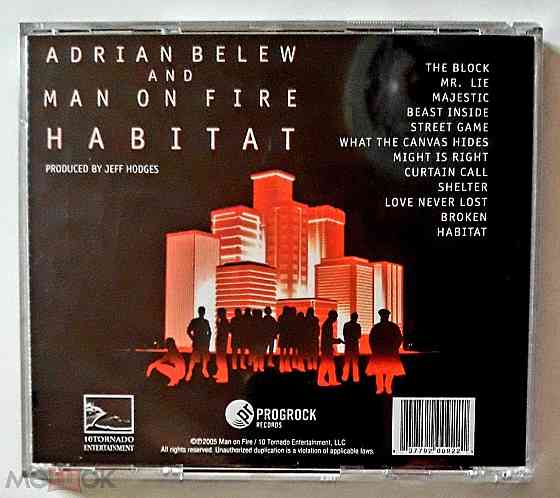 ADRIAN BELEW
AND
MAN ON FIRE
HABITAT
PRODUCED BY JEFF HODGES
THE BLOCK
MR. LIE
MAJESTIC
BEAST INSIDE
STREET GAME
WHAT THE CANVAS HIDES
MIGHT IS RIGHT
CURTAIN CALL
SHELTER
LOVE NEVER LOST
BROKEN
HABITAT
10TORNADO
ENTERTAINMENT
PROGROCK
RECORDS
©℗2005 Man on Fire / 10 Tornado Entertainment, LLC
All rights reserved. Unauthorized duplication is a violation of applicable laws.